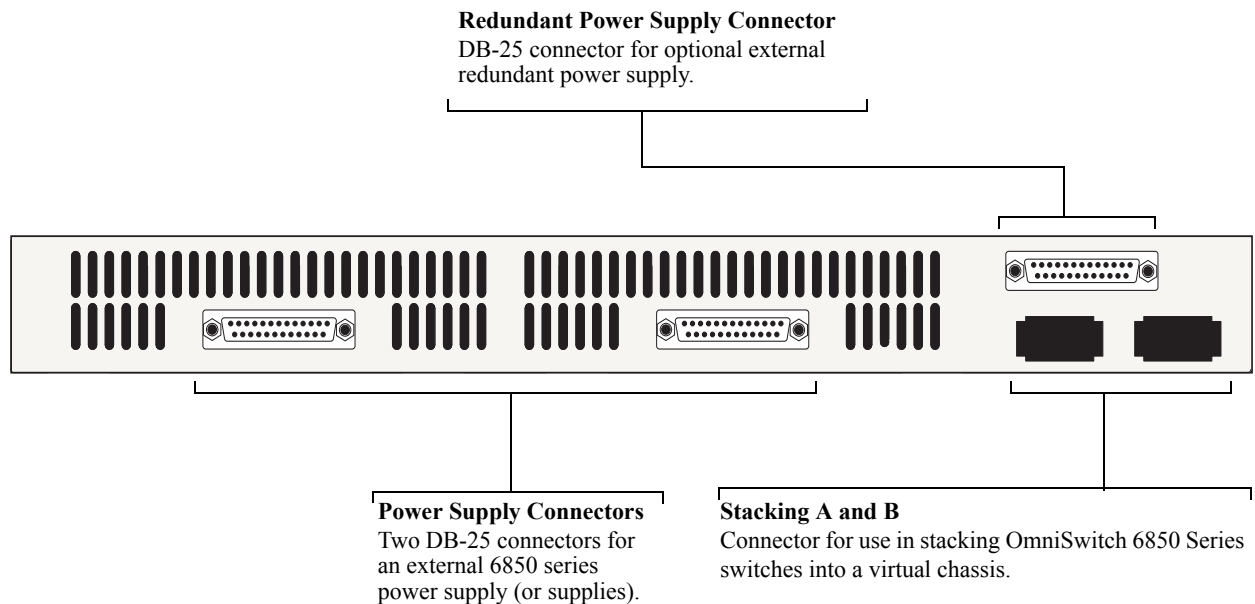 Redundant Power Supply Connector
DB-25 connector for optional external
redundant power supply.
Power Supply Connectors
Two DB-25 connectors for
an external 6850 series
power supply (or supplies).
Stacking A and B
Connector for use in stacking OmniSwitch 6850 Series
switches into a virtual chassis.